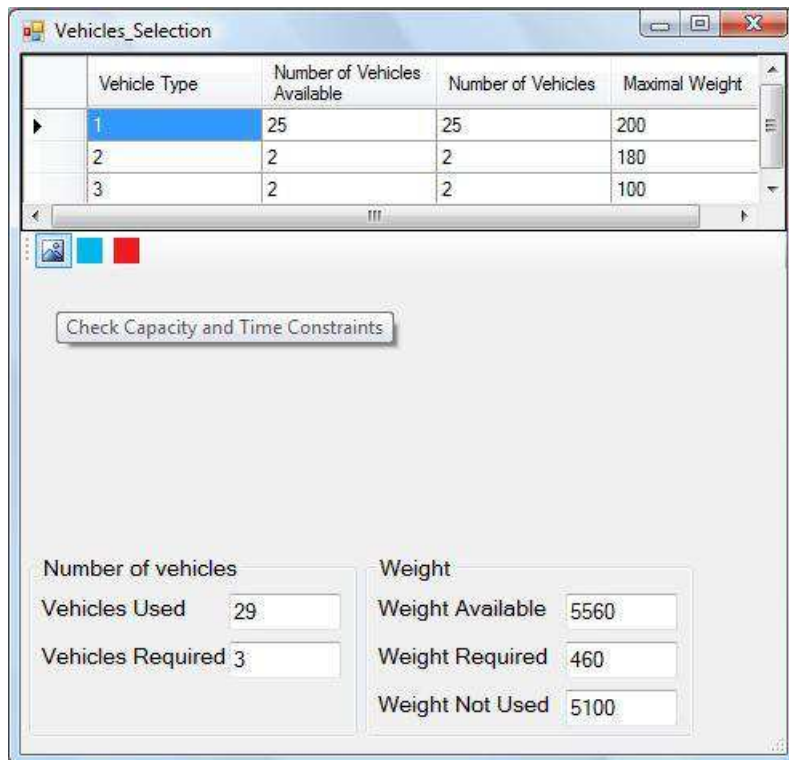 Vehicles_Selection
Vehicle Type Number of Vehicles Available Number of Vehicles Maximal Weight
1 25 25 200
2 2 2 180
3 2 2 100
Check Capacity and Time Constraints
Number of vehicles Weight
Vehicles Used 29 Weight Available 5560
Vehicles Required 3 Weight Required 460
Weight Not Used 5100